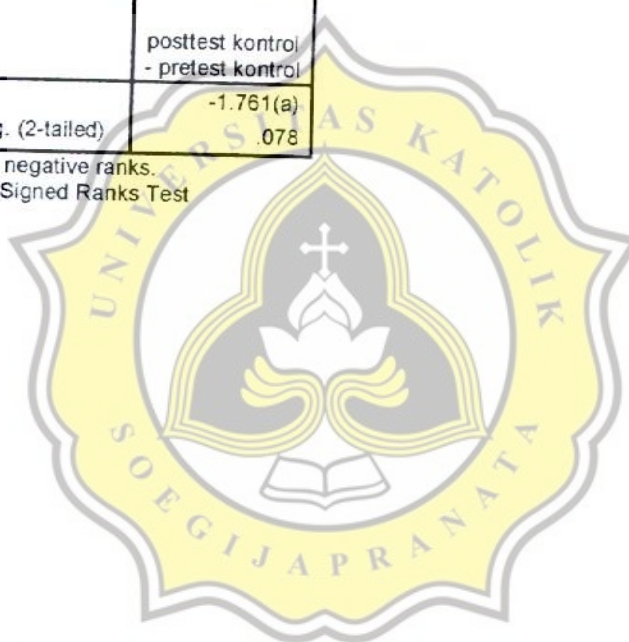 posttest kontrol
- pretest kontrol
-1.761(a)
. (2-tailed) .078
negative ranks.
Signed Ranks Test
UNIVERSITAS KATOLIK
SOEGIJAPRANATA